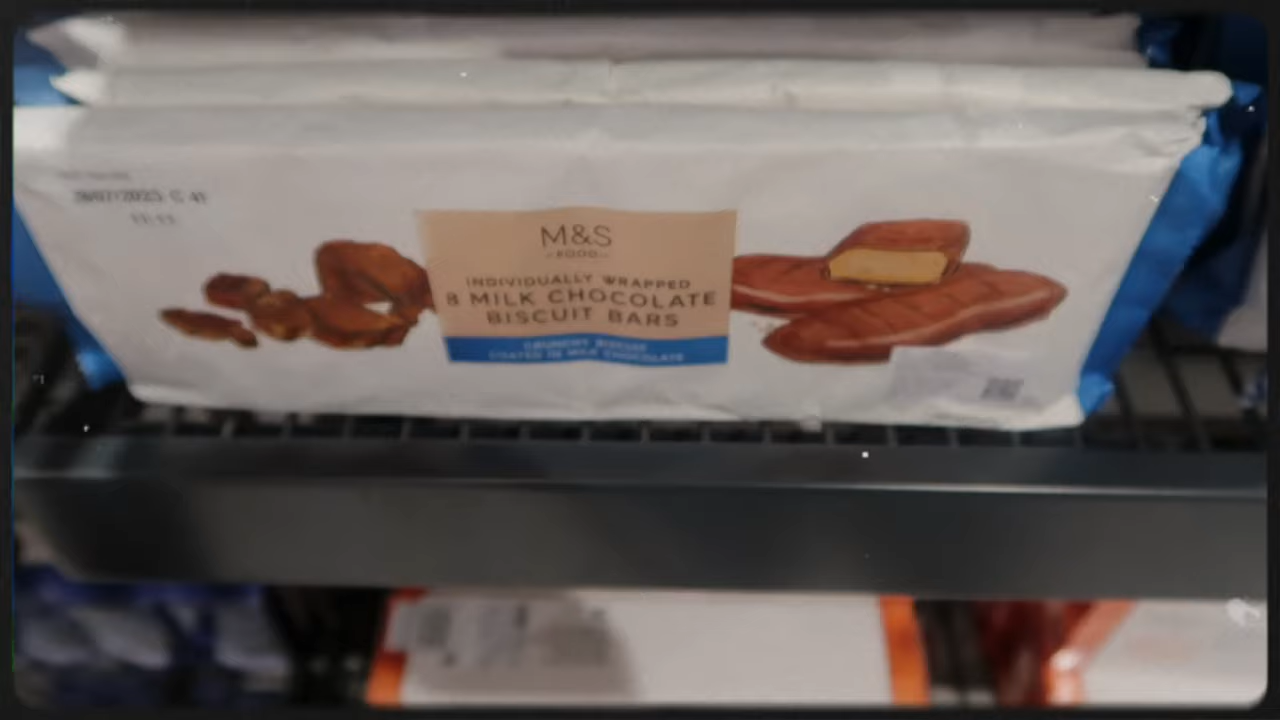 M&S
FOOD
INDIVIDUALLY WRAPPED
8 MILK CHOCOLATE
BISCUIT BARS
CRUNCHY BISCUIT
COATED IN MILK CHOCOLATE